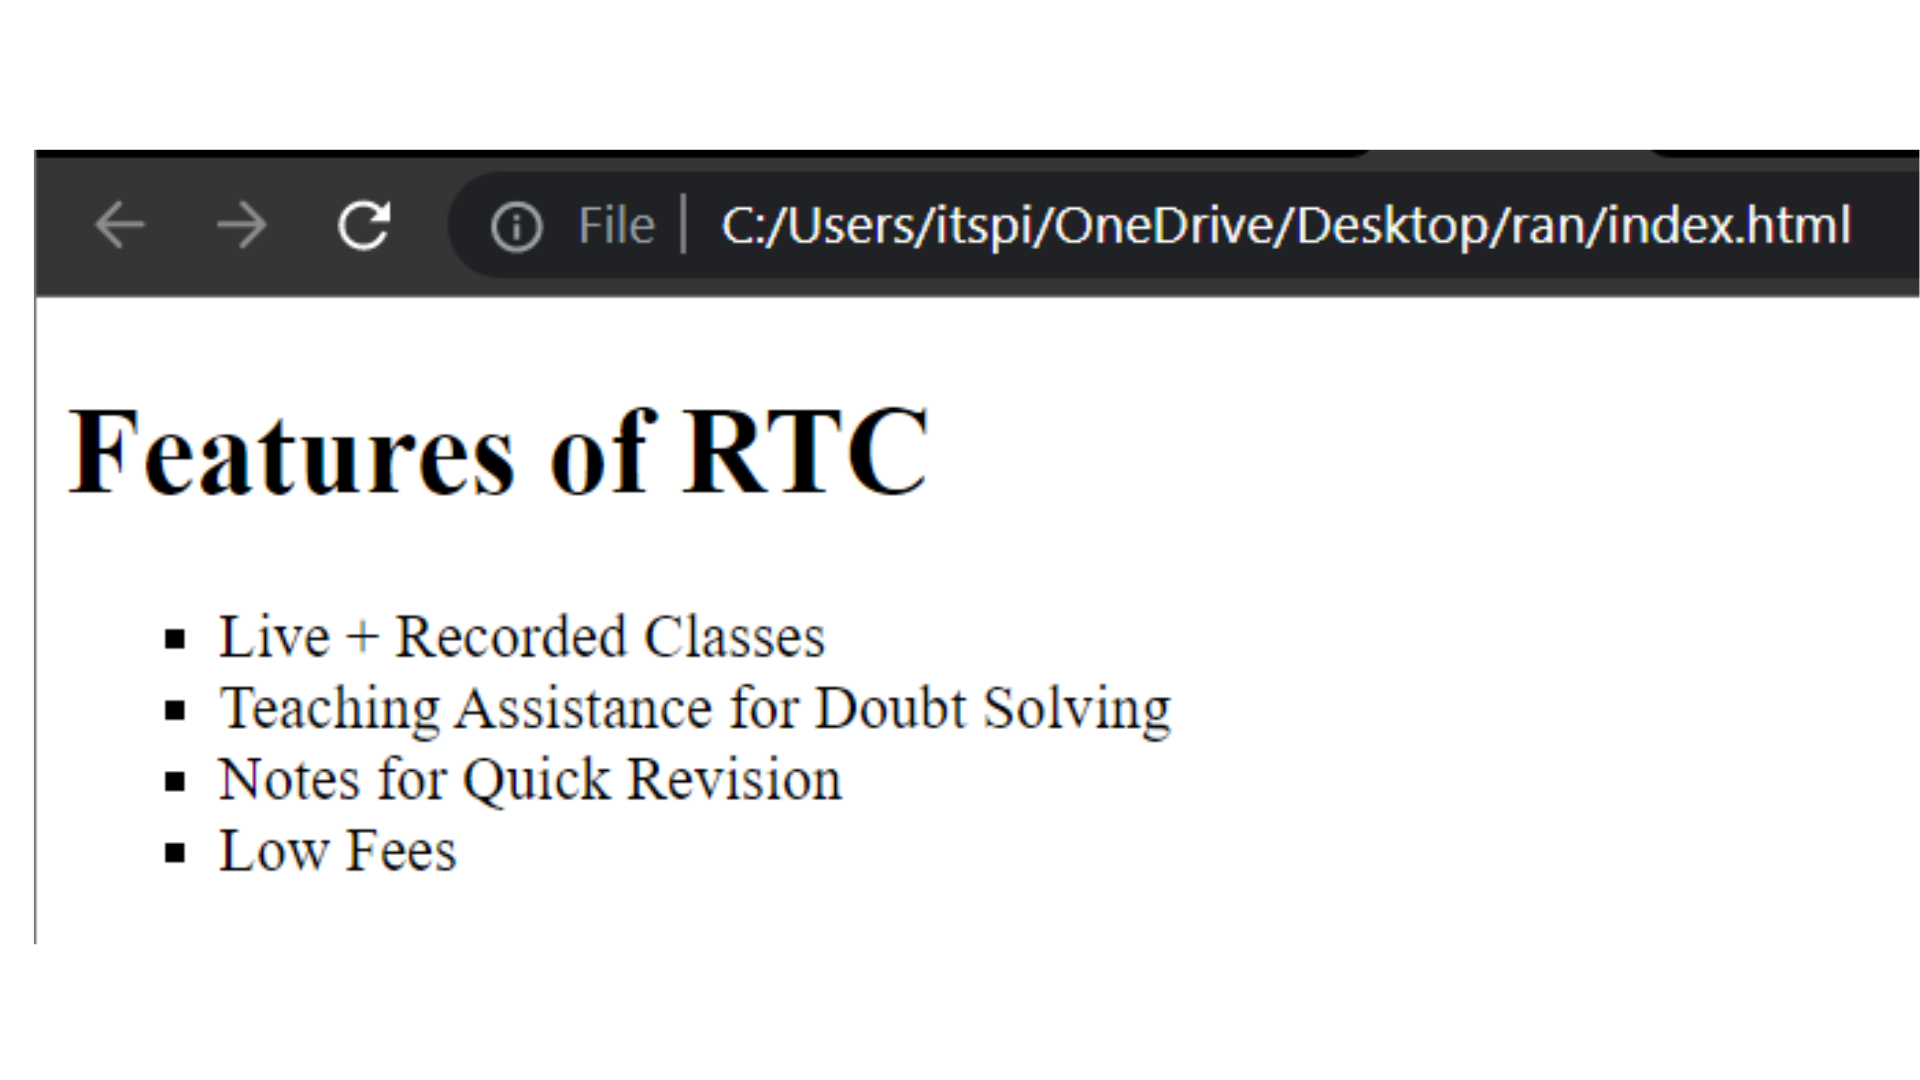 File | C:/Users/itspi/OneDrive/Desktop/ran/index.html
Features of RTC
▪ Live + Recorded Classes
▪ Teaching Assistance for Doubt Solving
▪ Notes for Quick Revision
▪ Low Fees